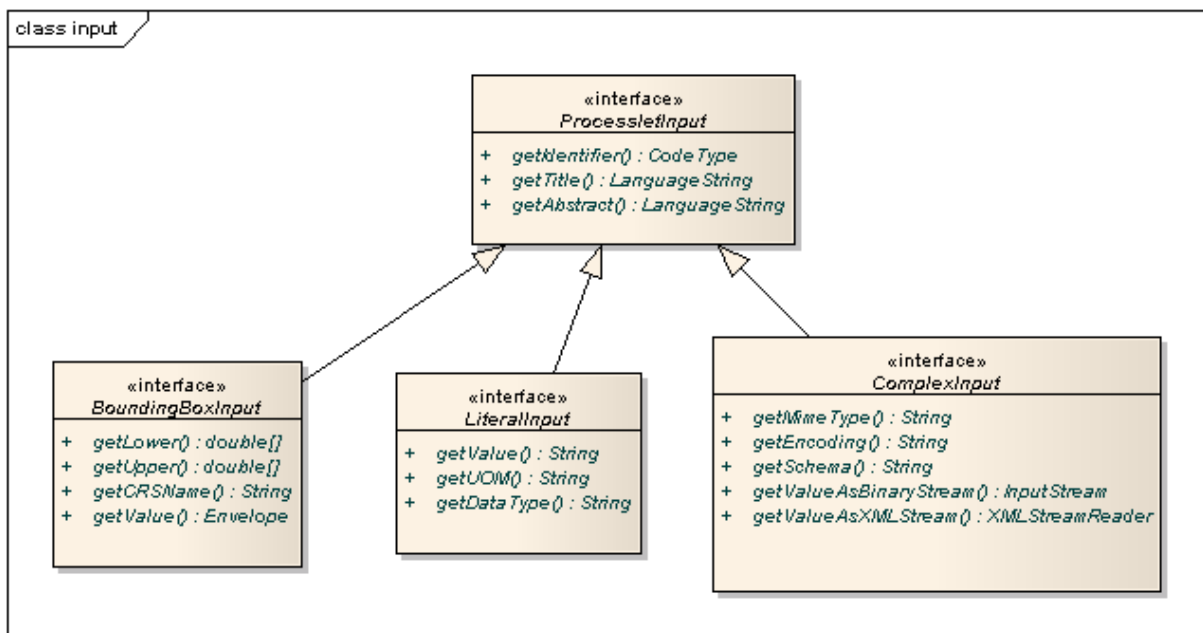 class input
«interface»
ProcessletInput
+ getIdentifier() : CodeType
+ getTitle() : LanguageString
+ getAbstract() : LanguageString
«interface»
BoundingBoxInput
+ getLower() : double[]
+ getUpper() : double[]
+ getCRSName() : String
+ getValue() : Envelope
«interface»
LiteralInput
+ getValue() : String
+ getUOM() : String
+ getDataType() : String
«interface»
ComplexInput
+ getMimeType() : String
+ getEncoding() : String
+ getSchema() : String
+ getValueAsBinaryStream() : InputStream
+ getValueAsXMLStream() : XMLStreamReader